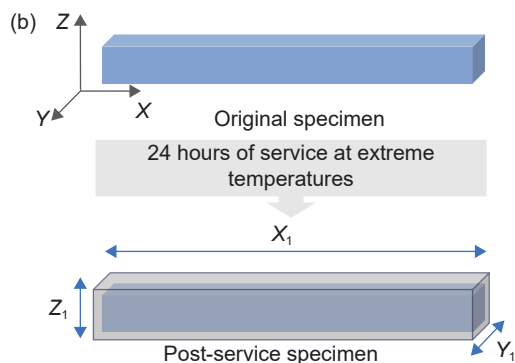 (b)
Z
Y
X
Original specimen
24 hours of service at extreme
temperatures
X₁
Z₁
Y₁
Post-service specimen